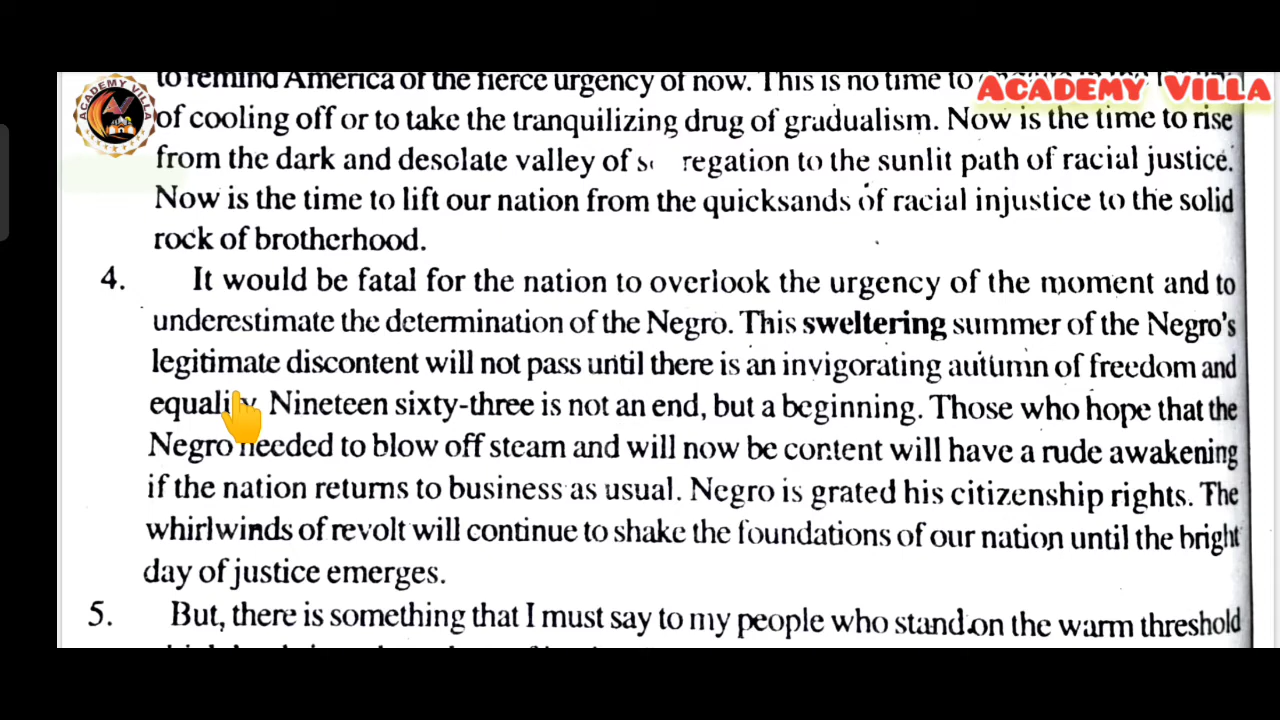 to remind America of the fierce urgency of now. This is no time to
ACADEMY VILLA
ACADEMY VILLA
of cooling off or to take the tranquilizing drug of gradualism. Now is the time to rise
from the dark and desolate valley of regation to the sunlit path of racial justice.
Now is the time to lift our nation from the quicksands of racial injustice to the solid
rock of brotherhood.
4. It would be fatal for the nation to overlook the urgency of the moment and to
underestimate the determination of the Negro. This sweltering summer of the Negro's
legitimate discontent will not pass until there is an invigorating autumn of freedom and
equality. Nineteen sixty-three is not an end, but a beginning. Those who hope that the
Negro needed to blow off steam and will now be content will have a rude awakening
if the nation returns to business as usual. Negro is grated his citizenship rights. The
whirlwinds of revolt will continue to shake the foundations of our nation until the bright
day of justice emerges.
5. But, there is something that I must say to my people who stand on the warm threshold